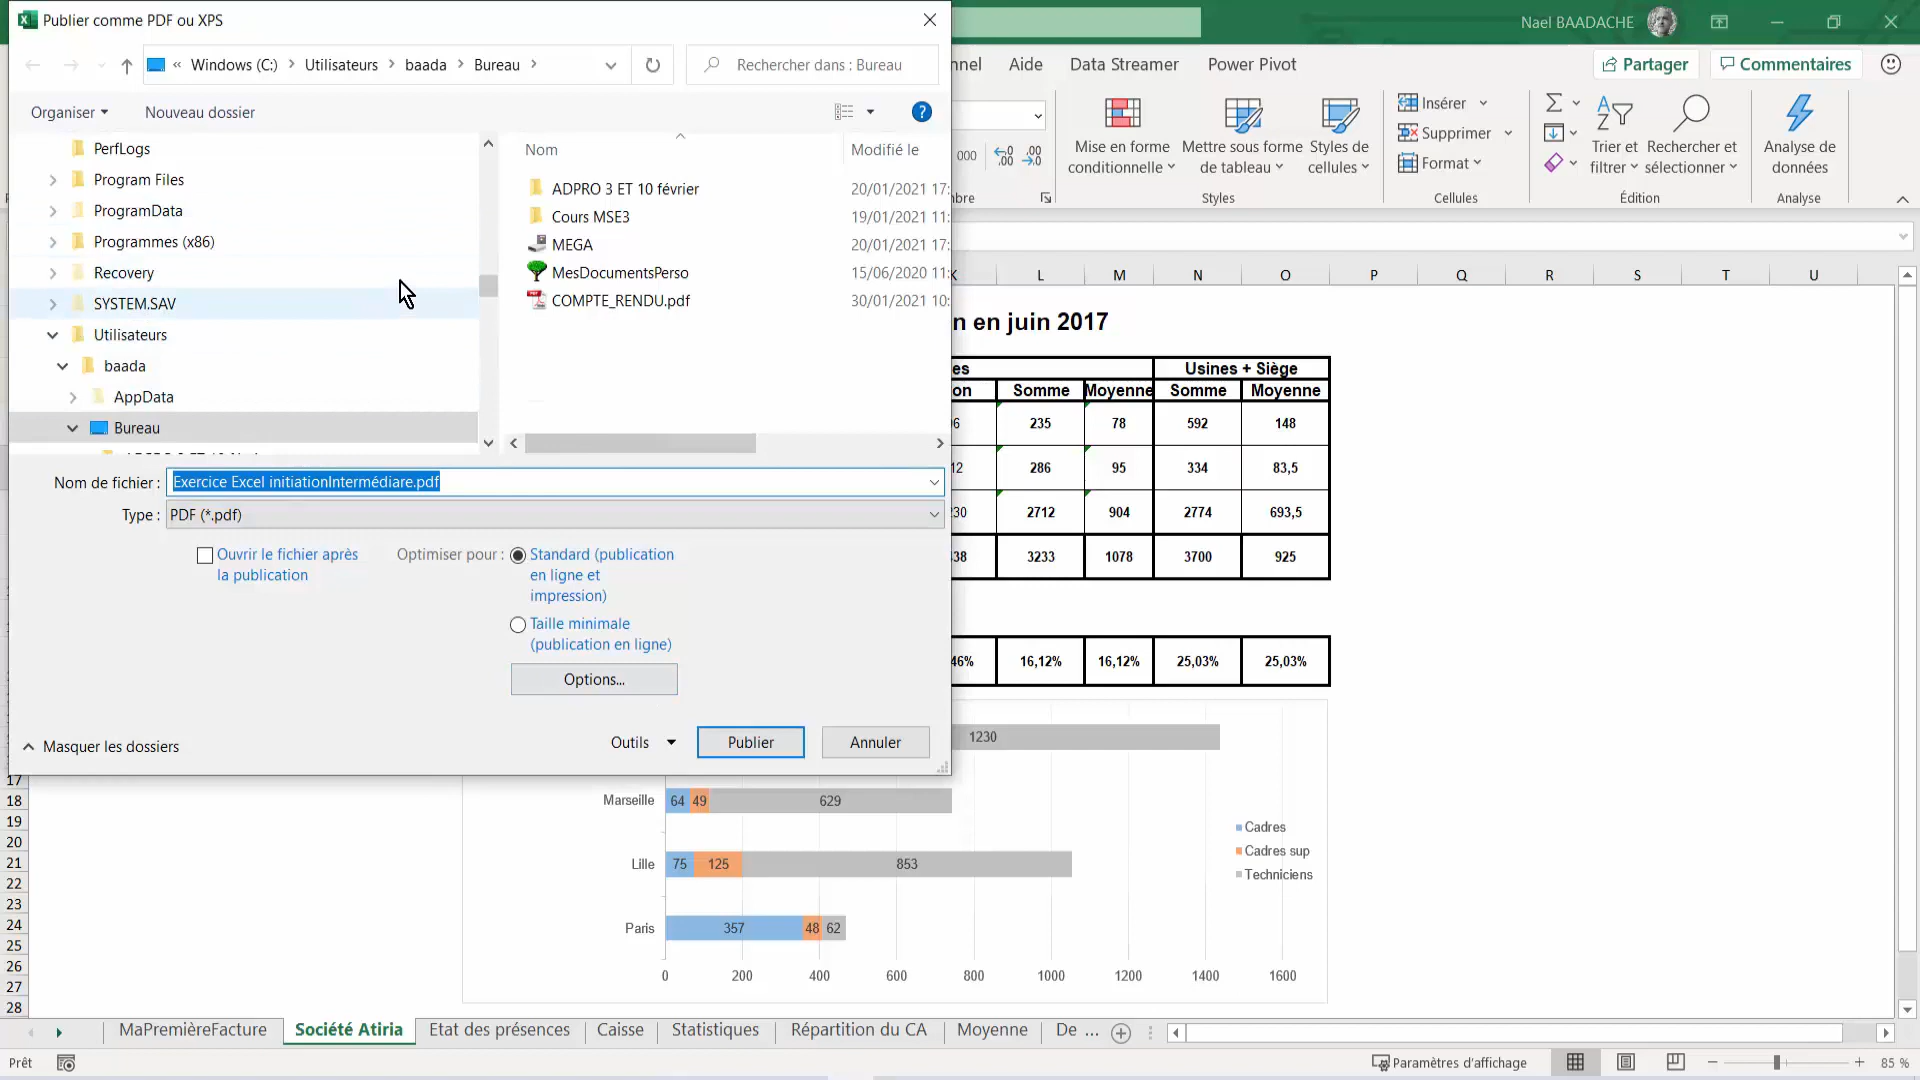 Publier comme PDF ou XPS
Nael BAADACHE
« Windows (C:) > Utilisateurs > baada > Bureau >
Rechercher dans : Bureau
Aide Data Streamer Power Pivot
Partager
Commentaires
Organiser
Nouveau dossier
PerfLogs
Program Files
ProgramData
Programmes (x86)
Recovery
SYSTEM.SAV
Utilisateurs
baada
AppData
Bureau
Nom Modifié le
ADPRO 3 ET 10 février 20/01/2021 17:
Cours MSE3 19/01/2021 11:
MEGA 20/01/2021 17:
MesDocumentsPerso 15/06/2020 11:
COMPTE_RENDU.pdf 30/01/2021 10:
Nom de fichier : Exercice Excel initiationIntermédiare.pdf
Type : PDF (*.pdf)
Ouvrir le fichier après
la publication
Optimiser pour :
Standard (publication
en ligne et
impression)
Taille minimale
(publication en ligne)
Options...
Masquer les dossiers
Outils
Publier
Annuler
000
Mise en forme
conditionnelle
Mettre sous forme
de tableau
Styles de
cellules
Styles
Insérer
Supprimer
Format
Cellules
Trier et
filtrer
Rechercher et
sélectionner
Édition
Analyse de
données
Analyse
L M N O P Q R S T U
n en juin 2017
Usines + Siège
Somme Moyenne Somme Moyenne
235 78 592 148
286 95 334 83,5
2712 904 2774 693,5
3233 1078 3700 925
16,12% 16,12% 25,03% 25,03%
1230
Marseille 64 49 629
Lille 75 125 853
Paris 357 48 62
0 200 400 600 800 1000 1200 1400 1600
Cadres
Cadres sup
Techniciens
17
18
19
20
21
22
23
24
25
26
27
28
MaPremièreFacture Société Atiria Etat des présences Caisse Statistiques Répartition du CA Moyenne De ...
Prêt
Paramètres d'affichage
85 %